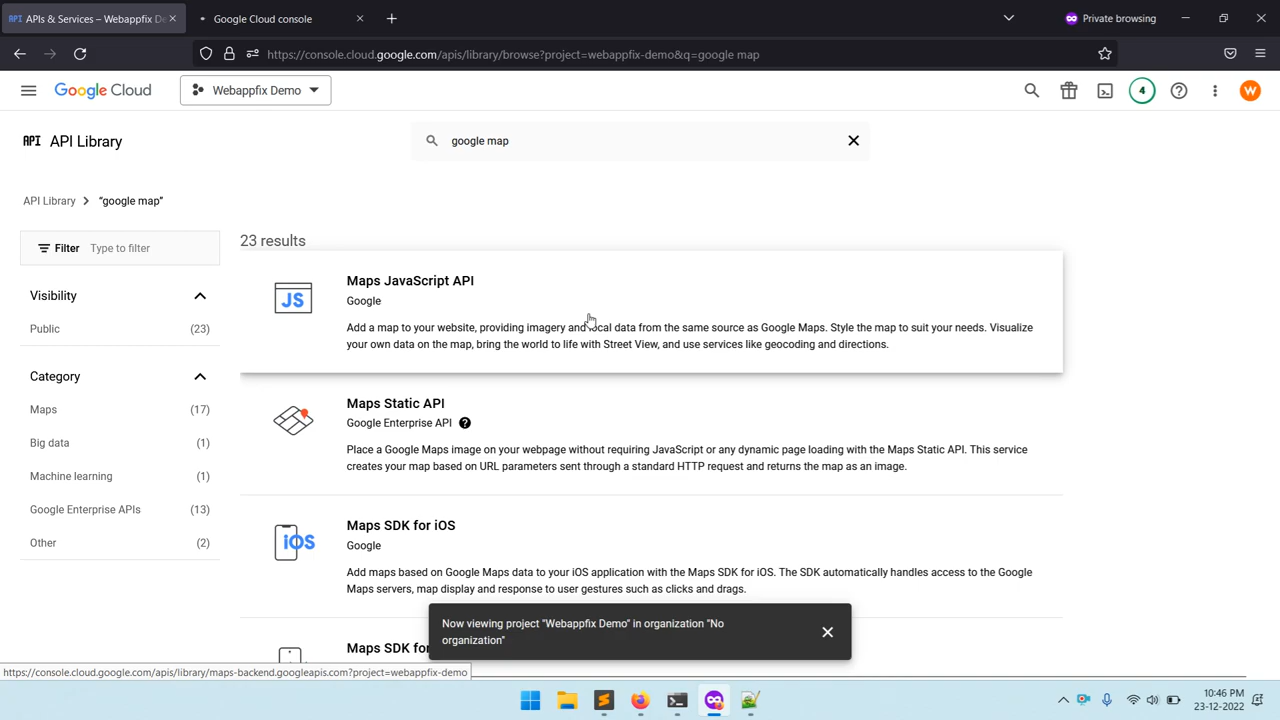 API APIs & Services – Webappfix De
Google Cloud console
Private browsing
https://console.cloud.google.com/apis/library/browse?project=webappfix-demo&q=google map
Google Cloud
Webappfix Demo
4
W
API API Library
google map
API Library
"google map"
Filter Type to filter
23 results
Visibility
Public (23)
Category
Maps (17)
Big data (1)
Machine learning (1)
Google Enterprise APIs (13)
Other (2)
JS
Maps JavaScript API
Google
Add a map to your website, providing imagery and local data from the same source as Google Maps. Style the map to suit your needs. Visualize
your own data on the map, bring the world to life with Street View, and use services like geocoding and directions.
Maps Static API
Google Enterprise API
Place a Google Maps image on your webpage without requiring JavaScript or any dynamic page loading with the Maps Static API. This service
creates your map based on URL parameters sent through a standard HTTP request and returns the map as an image.
iOS
Maps SDK for iOS
Google
Add maps based on Google Maps data to your iOS application with the Maps SDK for iOS. The SDK automatically handles access to the Google
Maps servers, map display and response to user gestures such as clicks and drags.
Maps SDK for
Now viewing project "Webappfix Demo" in organization "No
organization"
https://console.cloud.google.com/apis/library/maps-backend.googleapis.com?project=webappfix-demo
10:46 PM
23-12-2022